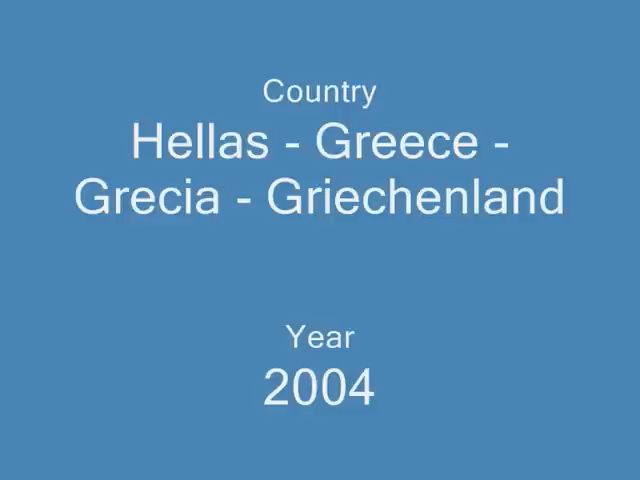 Country
Hellas - Greece -
Grecia - Griechenland
Year
2004